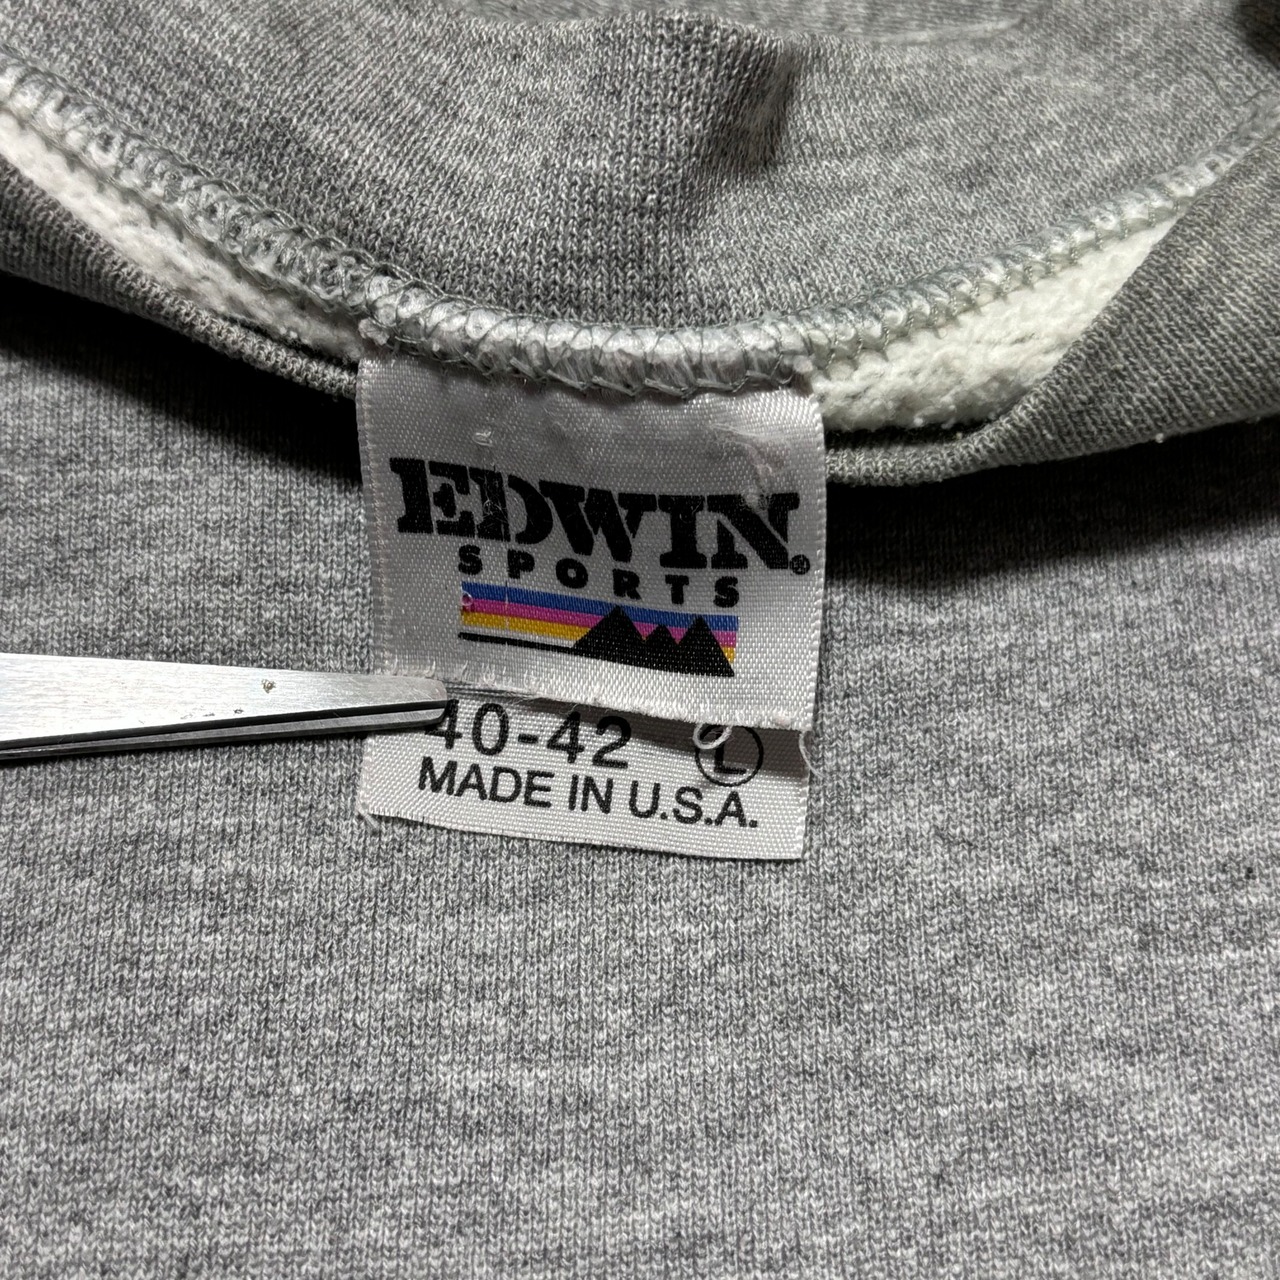 EDWIN®
SPORTS
40-42 Ⓛ
MADE IN U.S.A.